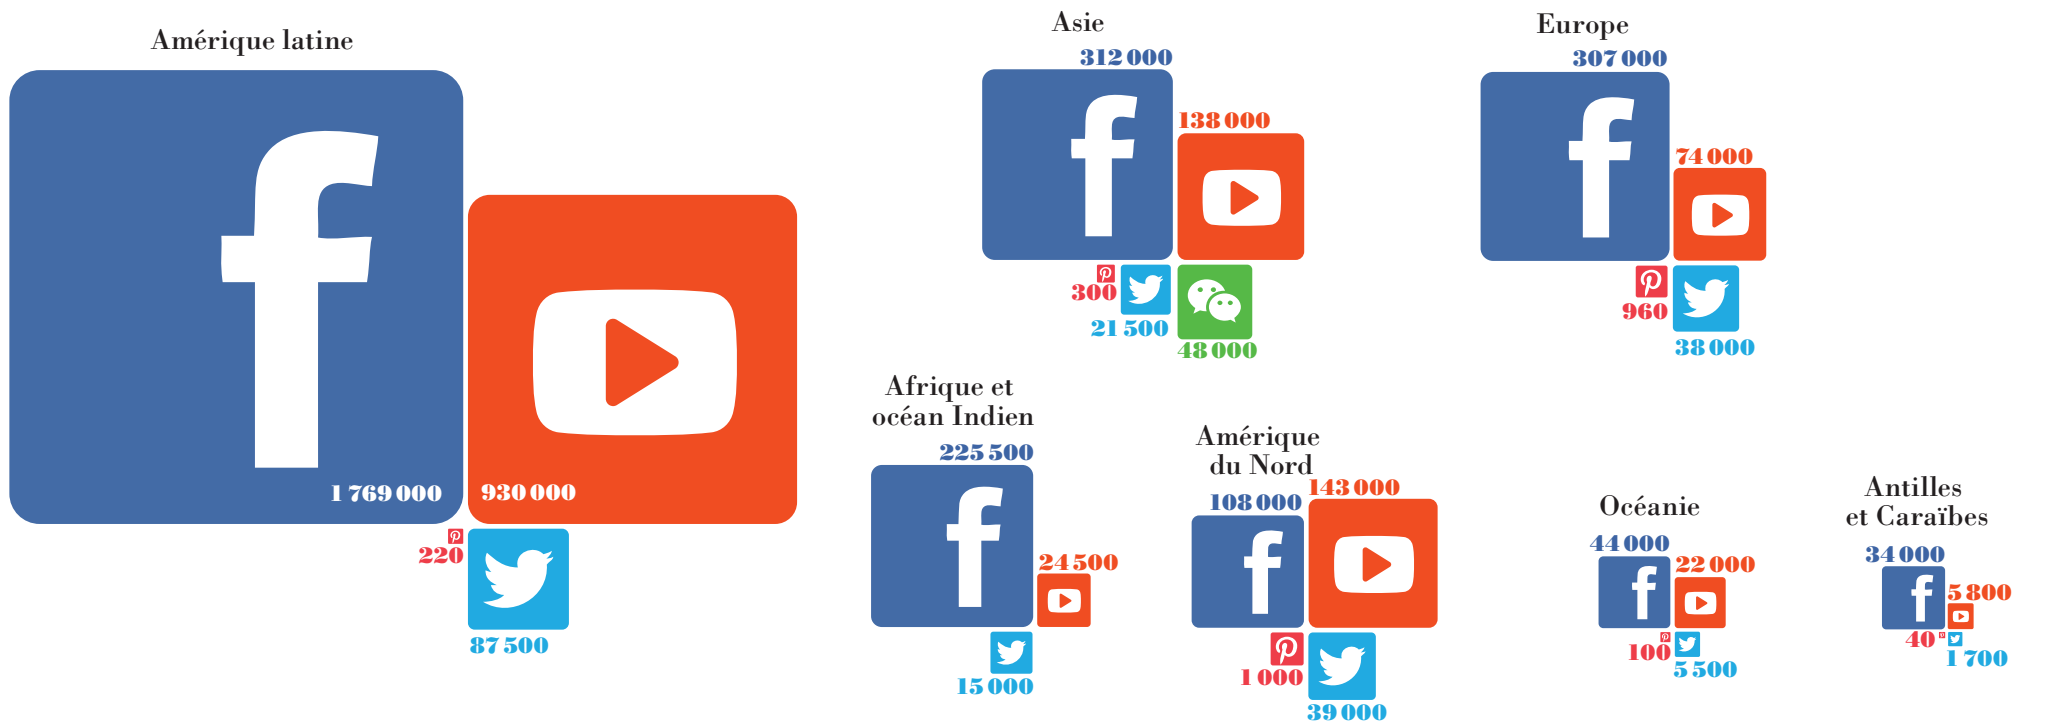 Amérique latine
1 769 000
930 000
220
87 500
Asie
312 000
138 000
300
21 500
48 000
Europe
307 000
74 000
960
38 000
Afrique et
océan Indien
225 500
24 500
15 000
Amérique
du Nord
108 000
143 000
1 000
39 000
Océanie
44 000
22 000
100
5 500
Antilles
et Caraïbes
34 000
5 800
40
1 700